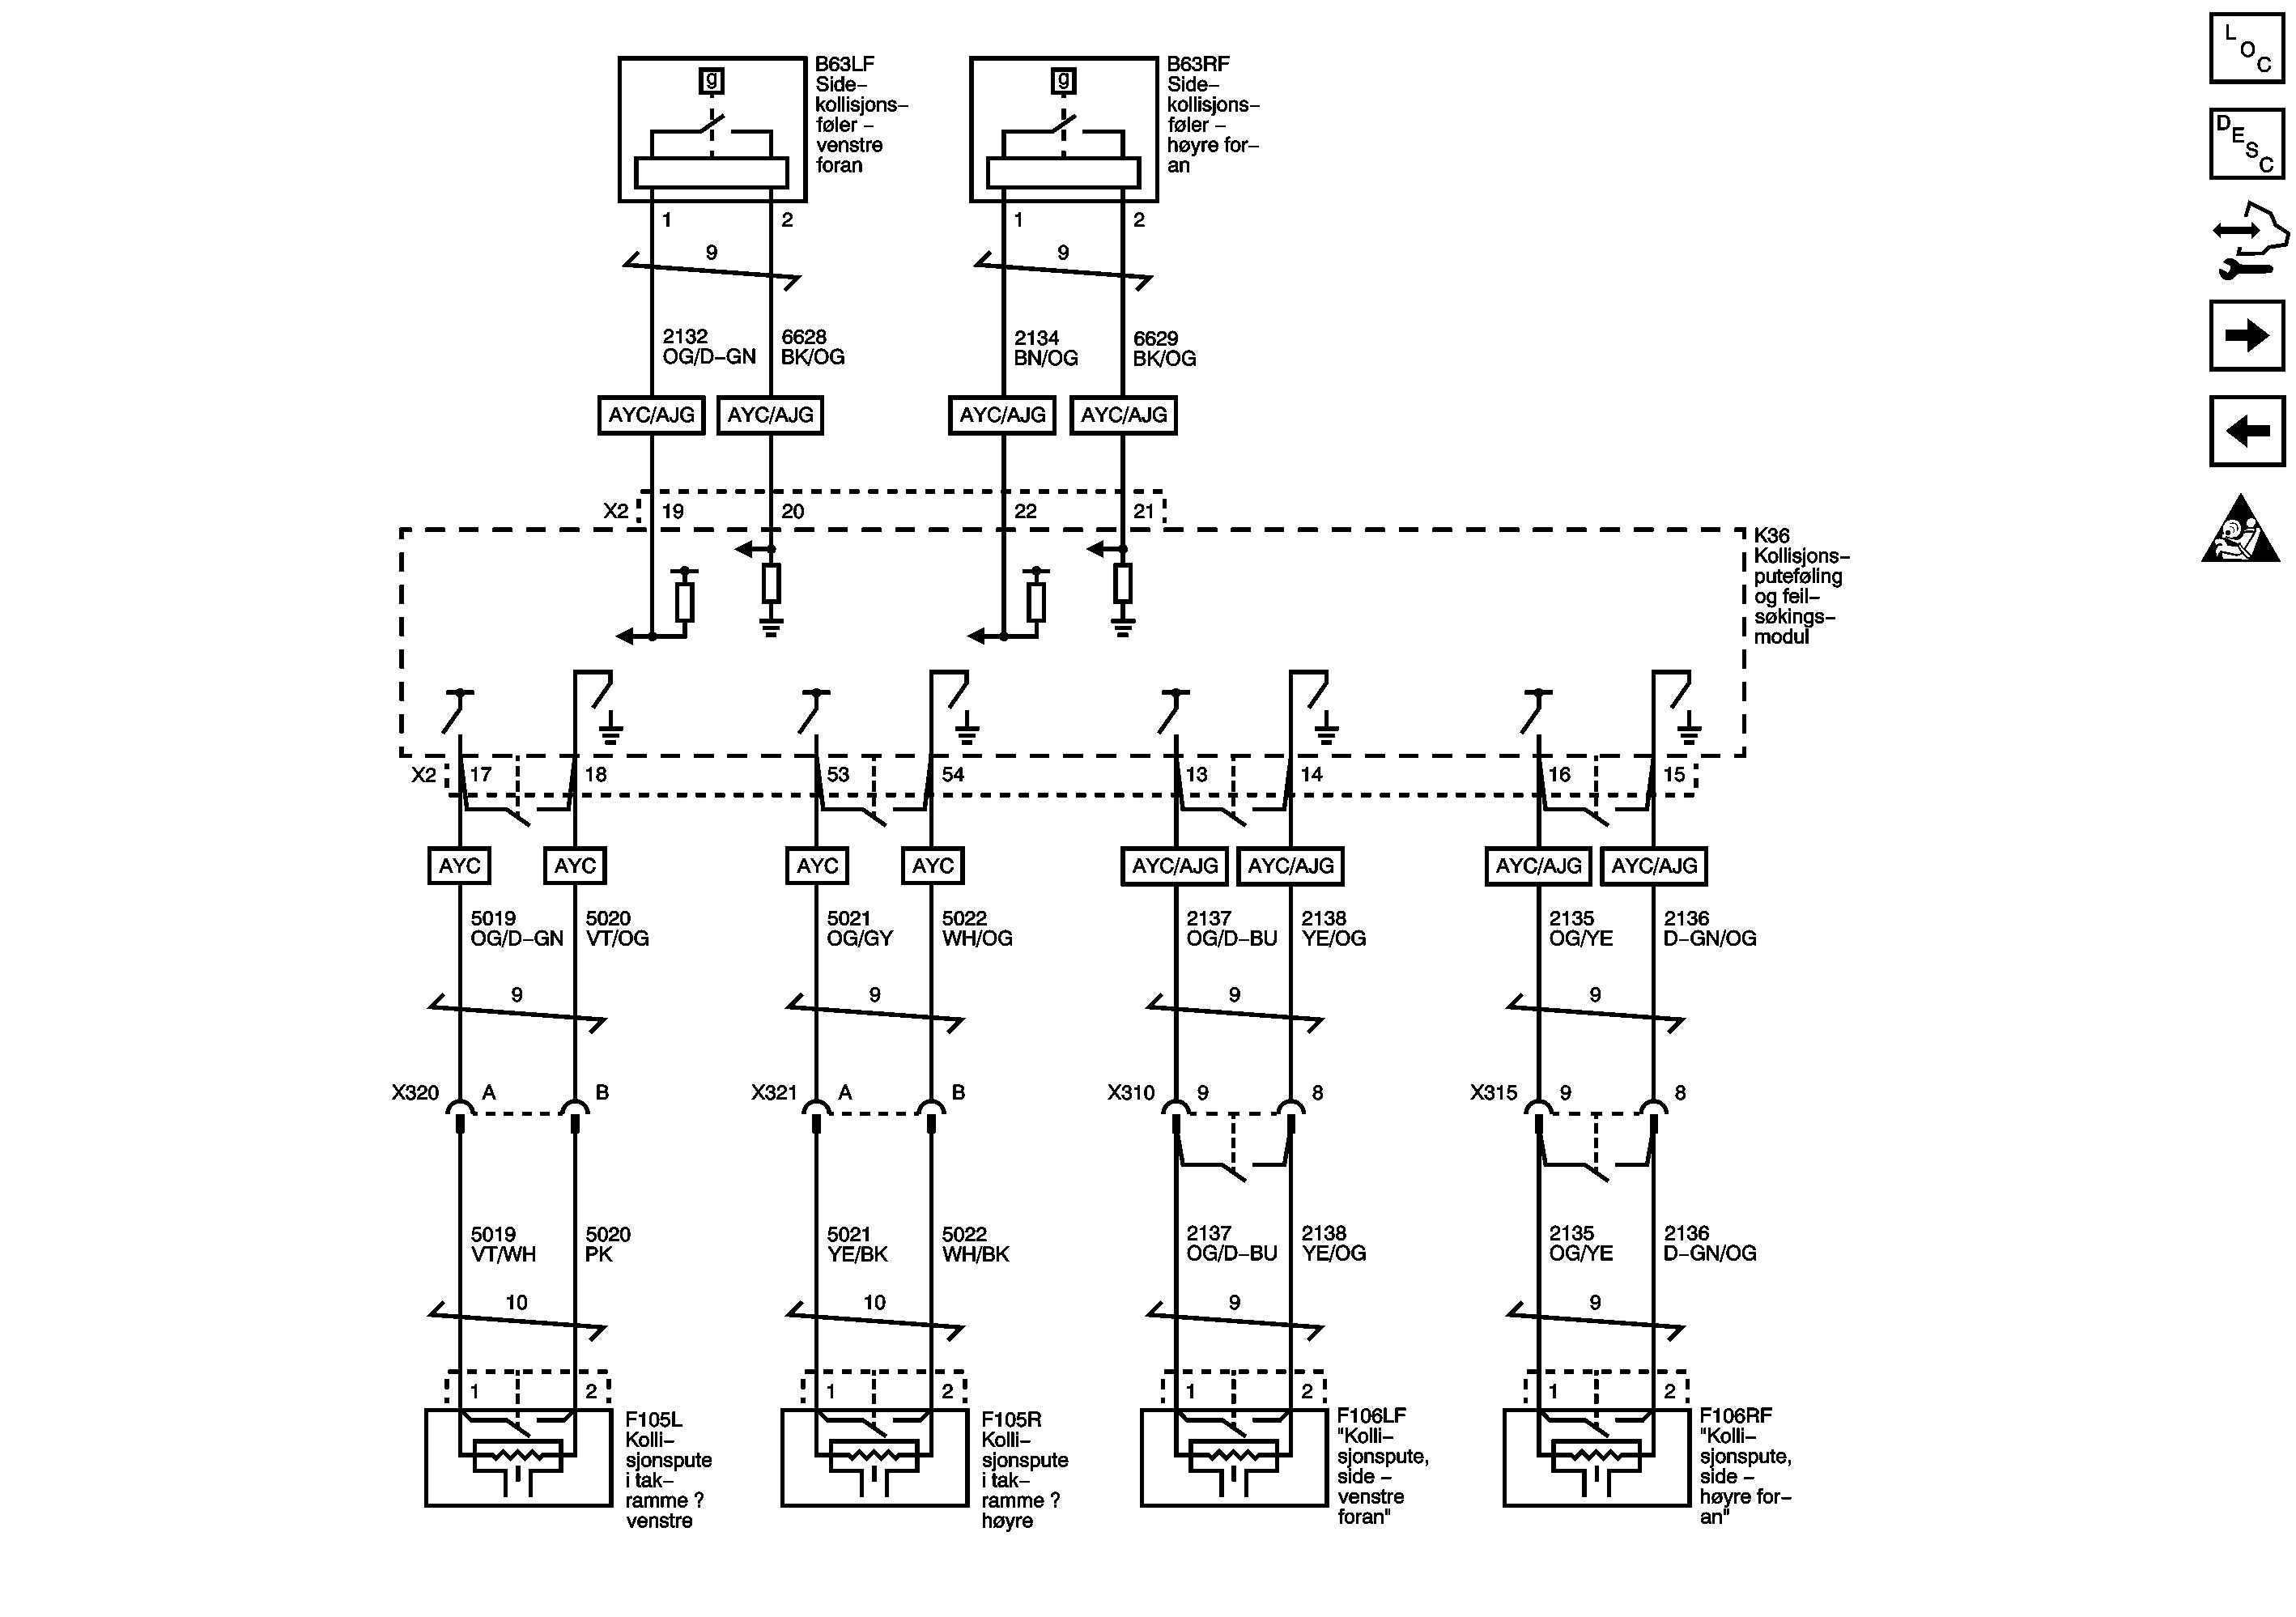 L
O
C
D
E
S
C
B63LF
Side–
kollisjons–
føler –
venstre
foran
B63RF
Side–
kollisjons–
føler –
høyre for–
an
g
g
1
2
1
2
9
9
2132
OG/D–GN
6628
BK/OG
2134
BN/OG
6629
BK/OG
AYC/AJG
AYC/AJG
AYC/AJG
AYC/AJG
X2
19
20
22
21
K36
Kollisjons–
puteføling
og feil–
søkings–
modul
X2
17
18
53
54
13
14
16
15
AYC
AYC
AYC
AYC
AYC/AJG
AYC/AJG
AYC/AJG
AYC/AJG
5019
OG/D–GN
5020
VT/OG
5021
OG/GY
5022
WH/OG
2137
OG/D–BU
2138
YE/OG
2135
OG/YE
2136
D–GN/OG
9
9
9
9
X320
A
B
X321
A
B
X310
9
8
X315
9
8
5019
VT/WH
5020
PK
5021
YE/BK
5022
WH/BK
2137
OG/D–BU
2138
YE/OG
2135
OG/YE
2136
D–GN/OG
10
10
9
9
1
2
1
2
1
2
1
2
F105L
Kolli–
sjonspute
i tak–
ramme ?
venstre
F105R
Kolli–
sjonspute
i tak–
ramme ?
høyre
F106LF
"Kolli–
sjonspute,
side –
venstre
foran"
F106RF
"Kolli–
sjonspute,
side –
høyre for–
an"